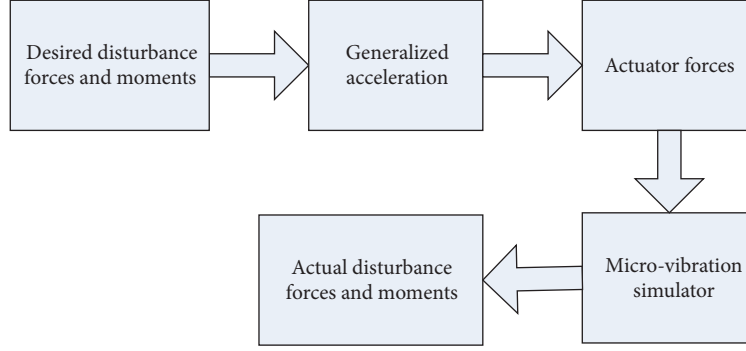 Desired disturbance
forces and moments
Generalized
acceleration
Actuator forces
Micro-vibration
simulator
Actual disturbance
forces and moments